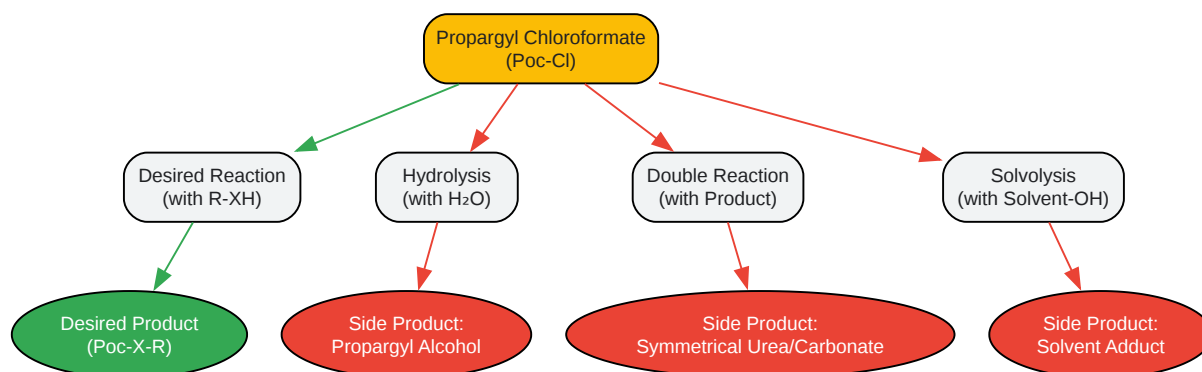 Propargyl Chloroformate
(Poc-Cl)
Desired Reaction
(with R-XH)
Hydrolysis
(with H₂O)
Double Reaction
(with Product)
Solvolysis
(with Solvent-OH)
Desired Product
(Poc-X-R)
Side Product:
Propargyl Alcohol
Side Product:
Symmetrical Urea/Carbonate
Side Product:
Solvent Adduct